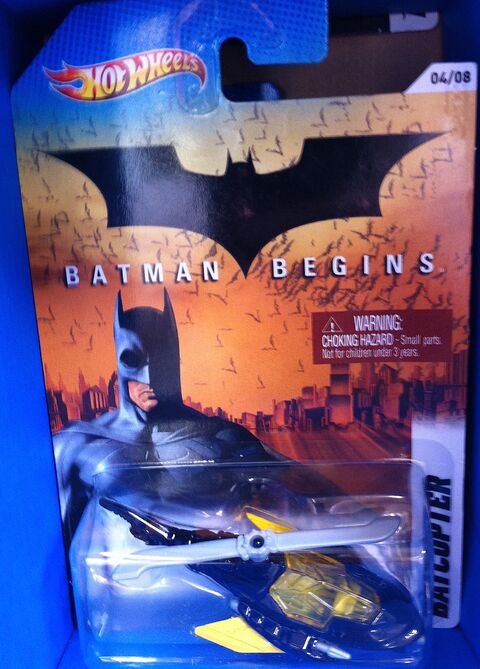 HOT WHEELS
04/08
BATMAN BEGINS
WARNING:
CHOKING HAZARD - Small parts.
Not for children under 3 years.
BATCOPTER